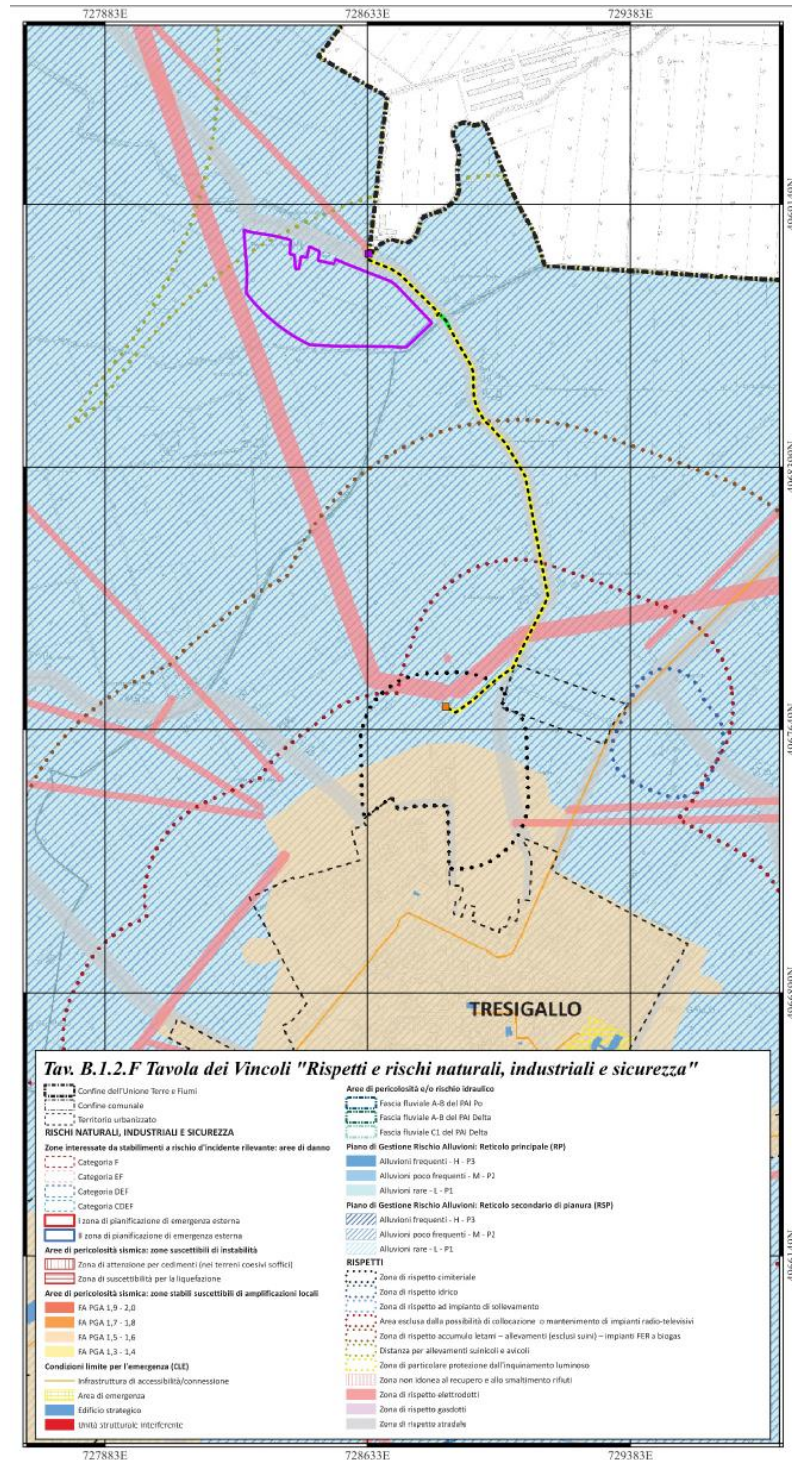 727883E 728633E 729383E
4969149N
4968399N
4967649N
4966899N
4966149N
TRESIGALLO
Tav. B.1.2.F Tavola dei Vincoli "Rispetti e rischi naturali, industriali e sicurezza"
Confine dell'Unione Terre e Fiumi
Confine comunale
Territorio urbanizzato
RISCHI NATURALI, INDUSTRIALI E SICUREZZA
Zone interessate da stabilimenti a rischio d'incidente rilevante: aree di danno
Categoria F
Categoria EF
Categoria DEF
Categoria CDEF
I zona di pianificazione di emergenza esterna
II zona di pianificazione di emergenza esterna
Aree di pericolosità sismica: zone suscettibili di instabilità
Zona di attenzione per cedimenti (nei terreni coesivi soffici)
Zona di suscettibilità per la liquefazione
Aree di pericolosità sismica: zone stabili suscettibili di amplificazioni locali
FA PGA 1,9 - 2,0
FA PGA 1,7 - 1,8
FA PGA 1,5 - 1,6
FA PGA 1,3 - 1,4
Condizioni limite per l'emergenza (CLE)
Infrastruttura di accessibilità/connessione
Area di emergenza
Edificio strategico
Unità strutturale interferente
Aree di pericolosità e/o rischio idraulico
Fascia fluviale A-B del PAI Po
Fascia fluviale A-B del PAI Delta
Fascia fluviale C1 del PAI Delta
Piano di Gestione Rischio Alluvioni: Reticolo principale (RP)
Alluvioni frequenti - H - P3
Alluvioni poco frequenti - M - P2
Alluvioni rare - L - P1
Piano di Gestione Rischio Alluvioni: Reticolo secondario di pianura (RSP)
Alluvioni frequenti - H - P3
Alluvioni poco frequenti - M - P2
Alluvioni rare - L - P1
RISPETTI
Zona di rispetto cimiteriale
Zona di rispetto idrico
Zona di rispetto ad impianto di sollevamento
Area esclusa dalla possibilità di collocazione o mantenimento di impianti radio-televisivi
Zona di rispetto accumulo letami – allevamenti (esclusi suini) – impianti FER a biogas
Distanza per allevamenti suinicoli e avicoli
Zona di particolare protezione dall'inquinamento luminoso
Zona non idonea al recupero e allo smaltimento rifiuti
Zona di rispetto elettrodotti
Zona di rispetto gasdotti
Zona di rispetto stradale
727883E 728633E 729383E